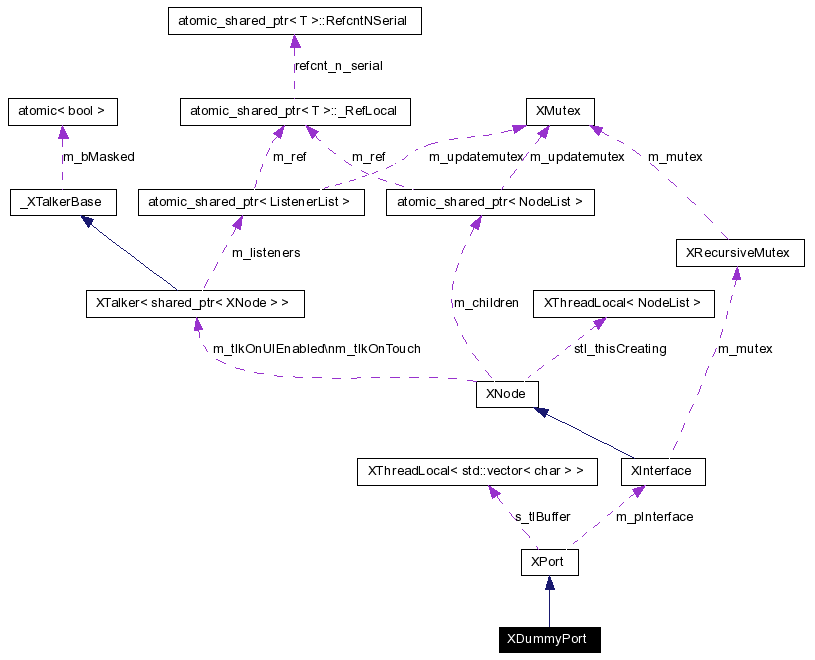 atomic_shared_ptr< T >::RefcntNSerial
refcnt_n_serial
atomic< bool >
atomic_shared_ptr< T >::_RefLocal
XMutex
m_bMasked
m_ref
m_ref
m_updatemutex
m_updatemutex
m_mutex
_XTalkerBase
atomic_shared_ptr< ListenerList >
atomic_shared_ptr< NodeList >
m_listeners
XRecursiveMutex
XTalker< shared_ptr< XNode > >
m_children
XThreadLocal< NodeList >
m_tlkOnUIEnabled\nm_tlkOnTouch
stl_thisCreating
m_mutex
XNode
XThreadLocal< std::vector< char > >
XInterface
s_tlBuffer
m_pInterface
XPort
XDummyPort